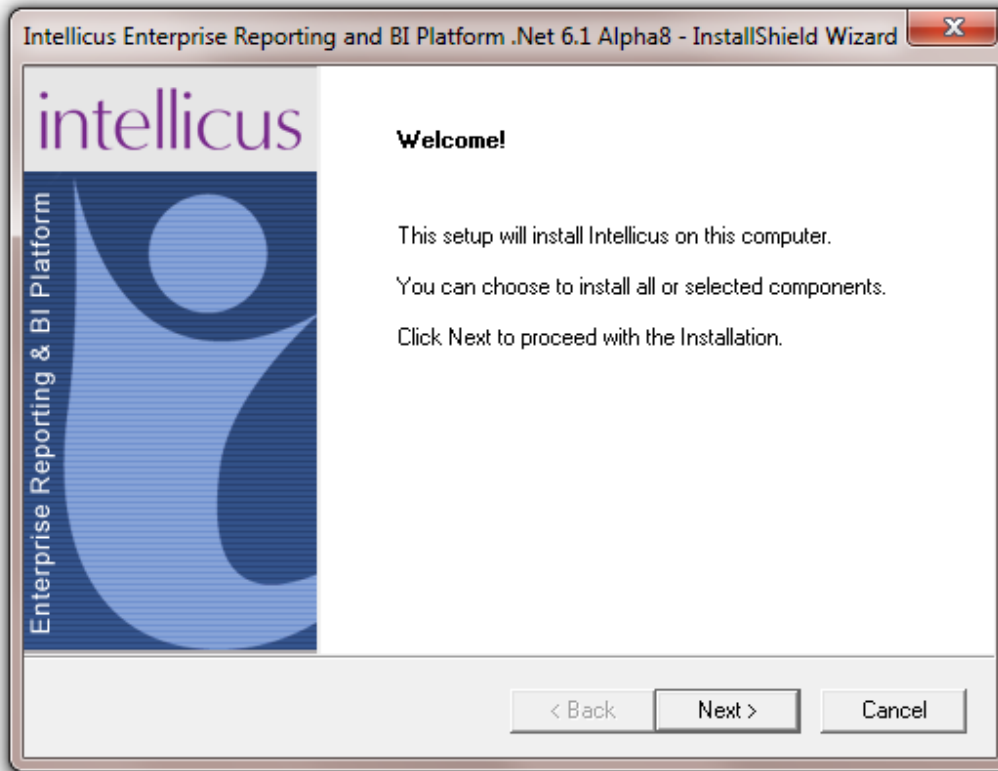 Intellicus Enterprise Reporting and BI Platform .Net 6.1 Alpha8 - InstallShield Wizard
intellicus
Enterprise Reporting & BI Platform
Welcome!
This setup will install Intellicus on this computer.
You can choose to install all or selected components.
Click Next to proceed with the Installation.
< Back
Next >
Cancel